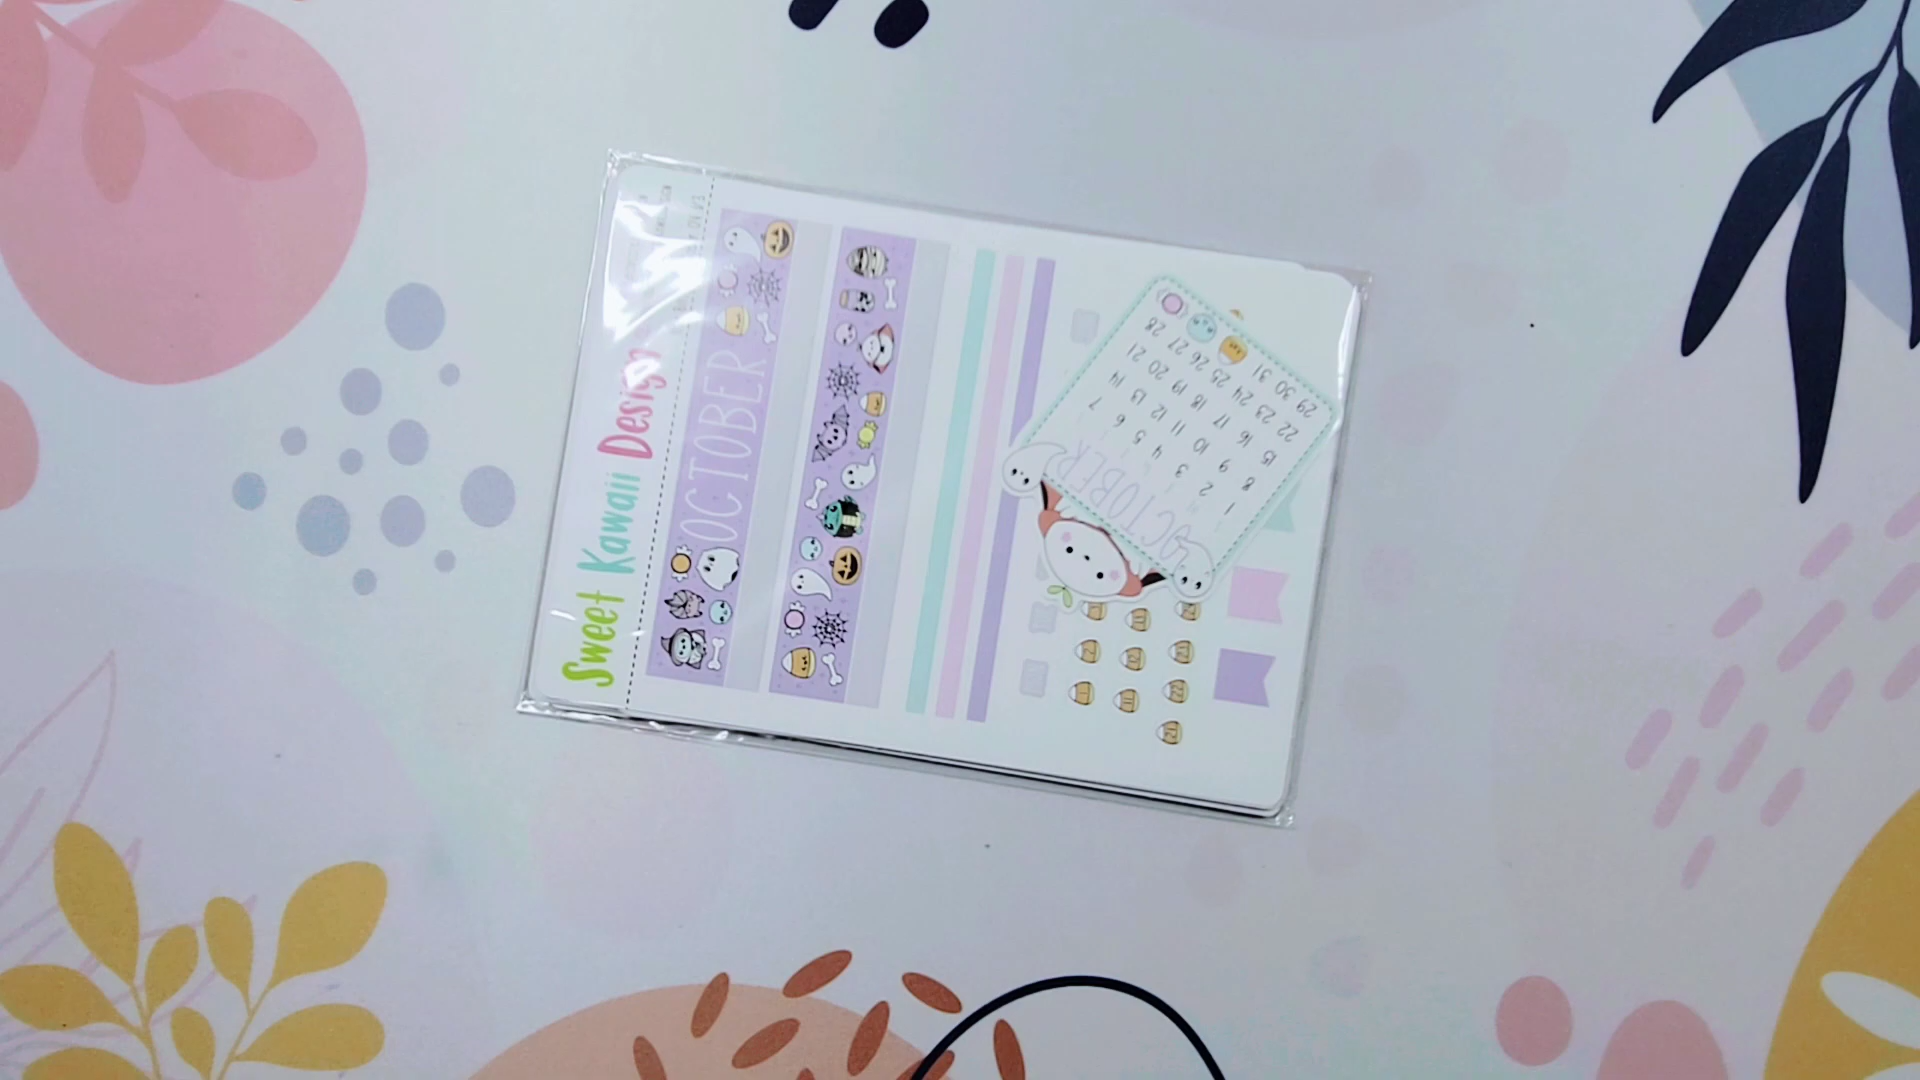 Sweet Kawaii Design
OCTOBER
OCTOBER
1 2 3 4 5 6 7
8 9 10 11 12 13 14
15 16 17 18 19 20 21
22 23 24 25 26 27 28
29 30 31